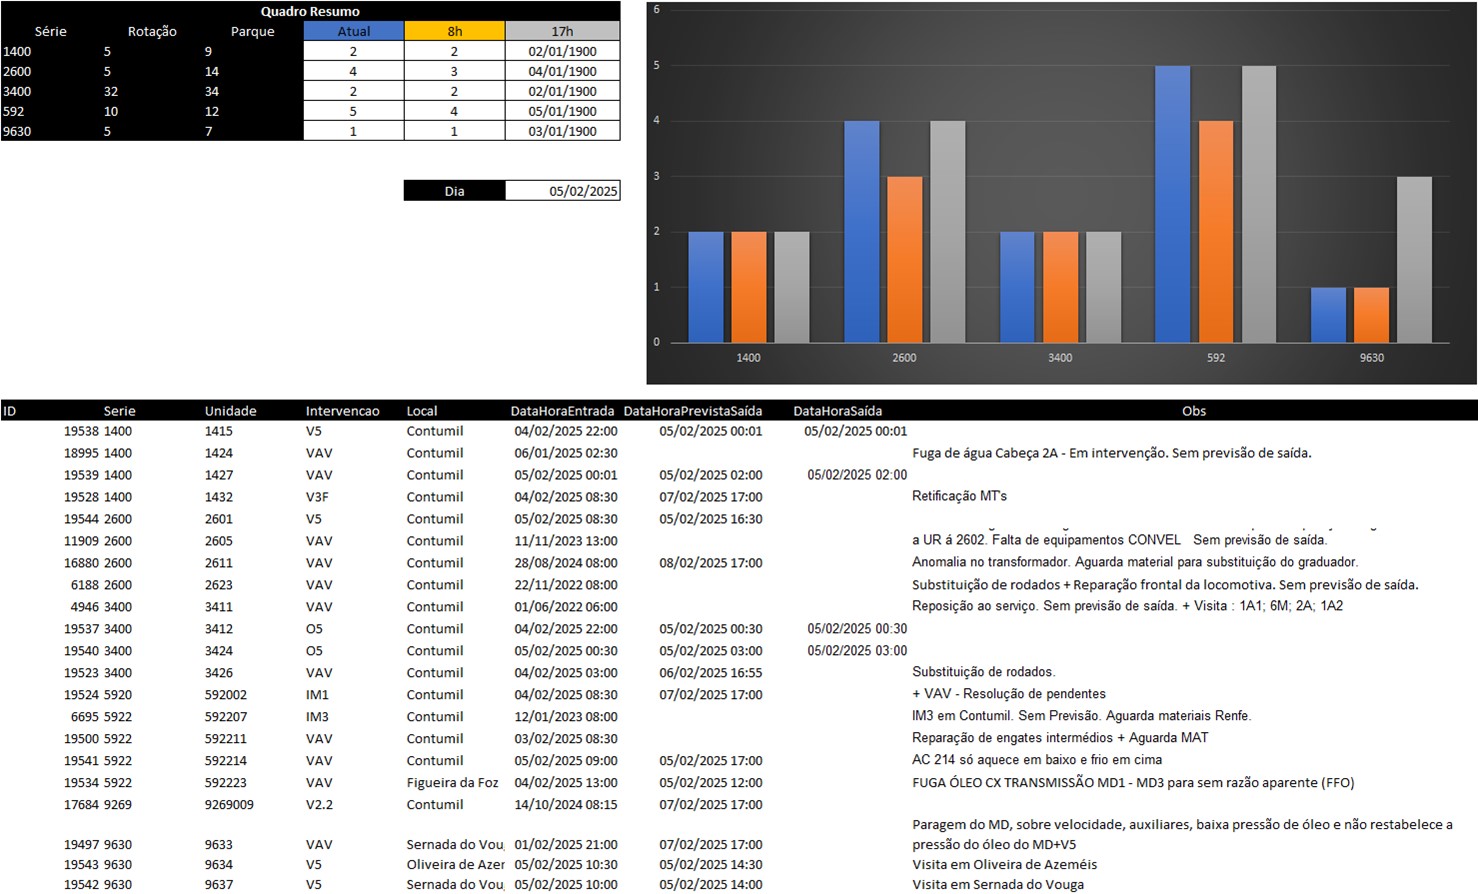 Quadro Resumo
Série Rotação Parque Atual 8h 17h
1400 5 9 2 2 02/01/1900
2600 5 14 4 3 04/01/1900
3400 32 34 2 2 02/01/1900
592 10 12 5 4 05/01/1900
9630 5 7 1 1 03/01/1900
Dia 05/02/2025
6
5
4
3
2
1
0
1400 2600 3400 592 9630
ID Serie Unidade Intervencao Local DataHoraEntrada DataHoraPrevistaSaída DataHoraSaída Obs
19538 1400 1415 V5 Contumil 04/02/2025 22:00 05/02/2025 00:01 05/02/2025 00:01
18995 1400 1424 VAV Contumil 06/01/2025 02:30 Fuga de água Cabeça 2A - Em intervenção. Sem previsão de saída.
19539 1400 1427 VAV Contumil 05/02/2025 00:01 05/02/2025 02:00 05/02/2025 02:00
19528 1400 1432 V3F Contumil 04/02/2025 08:30 07/02/2025 17:00 Retificação MT's
19544 2600 2601 V5 Contumil 05/02/2025 08:30 05/02/2025 16:30
11909 2600 2605 VAV Contumil 11/11/2023 13:00 a UR á 2602. Falta de equipamentos CONVEL Sem previsão de saída.
16880 2600 2611 VAV Contumil 28/08/2024 08:00 08/02/2025 17:00 Anomalia no transformador. Aguarda material para substituição do graduador.
6188 2600 2623 VAV Contumil 22/11/2022 08:00 Substituição de rodados + Reparação frontal da locomotiva. Sem previsão de saída.
4946 3400 3411 VAV Contumil 01/06/2022 06:00 Reposição ao serviço. Sem previsão de saída. + Visita : 1A1; 6M; 2A; 1A2
19537 3400 3412 O5 Contumil 04/02/2025 22:00 05/02/2025 00:30 05/02/2025 00:30
19540 3400 3424 O5 Contumil 05/02/2025 00:30 05/02/2025 03:00 05/02/2025 03:00
19523 3400 3426 VAV Contumil 04/02/2025 03:00 06/02/2025 16:55 Substituição de rodados.
19524 5920 592002 IM1 Contumil 04/02/2025 08:30 07/02/2025 17:00 + VAV - Resolução de pendentes
6695 5922 592207 IM3 Contumil 12/01/2023 08:00 IM3 em Contumil. Sem Previsão. Aguarda materiais Renfe.
19500 5922 592211 VAV Contumil 03/02/2025 08:30 Reparação de engates intermédios + Aguarda MAT
19541 5922 592214 VAV Contumil 05/02/2025 09:00 05/02/2025 17:00 AC 214 só aquece em baixo e frio em cima
19534 5922 592223 VAV Figueira da Foz 04/02/2025 13:00 05/02/2025 12:00 FUGA ÓLEO CX TRANSMISSÃO MD1 - MD3 para sem razão aparente (FFO)
17684 9269 9269009 V2.2 Contumil 14/10/2024 08:15 07/02/2025 17:00
Paragem do MD, sobre velocidade, auxiliares, baixa pressão de óleo e não restabelece a
19497 9630 9633 VAV Sernada do Vou 01/02/2025 21:00 07/02/2025 17:00 pressão do óleo do MD+V5
19543 9630 9634 V5 Oliveira de Azer 05/02/2025 10:30 05/02/2025 14:30 Visita em Oliveira de Azeméis
19542 9630 9637 V5 Sernada do Vou 05/02/2025 10:00 05/02/2025 14:00 Visita em Sernada do Vouga